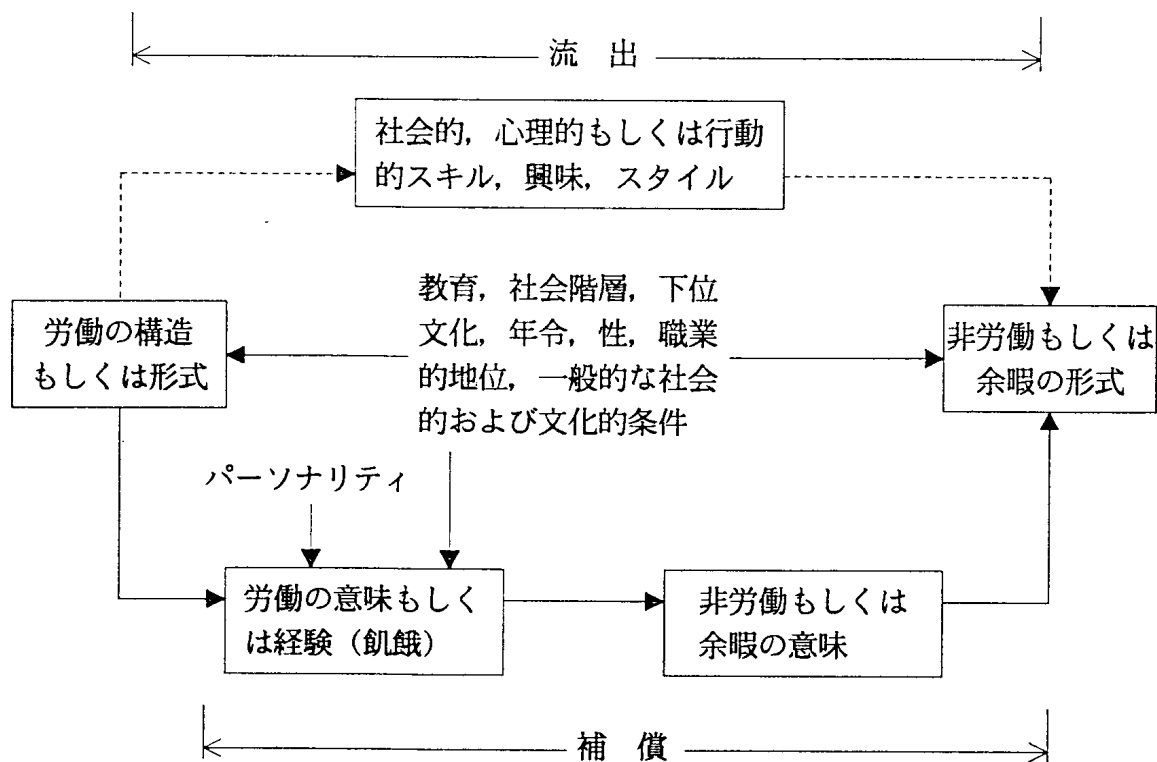 流 出
社会的，心理的もしくは行動
的スキル，興味，スタイル
教育，社会階層，下位
文化，年令，性，職業
的地位，一般的な社会
的および文化的条件
労働の構造
もしくは形式
非労働もしくは
余暇の形式
パーソナリティ
労働の意味もしく
は経験（飢餓）
非労働もしくは
余暇の意味
補 償